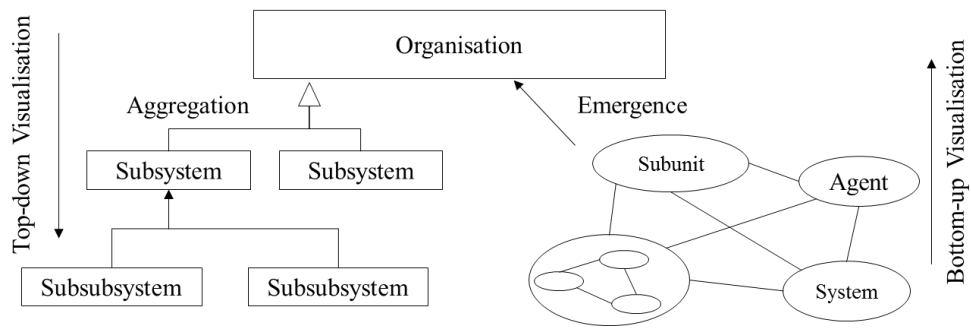 Organisation
Top-down Visualisation
Aggregation
Emergence
Bottom-up Visualisation
Subsystem
Subsystem
Subunit
Agent
Subsubsystem
Subsubsystem
System